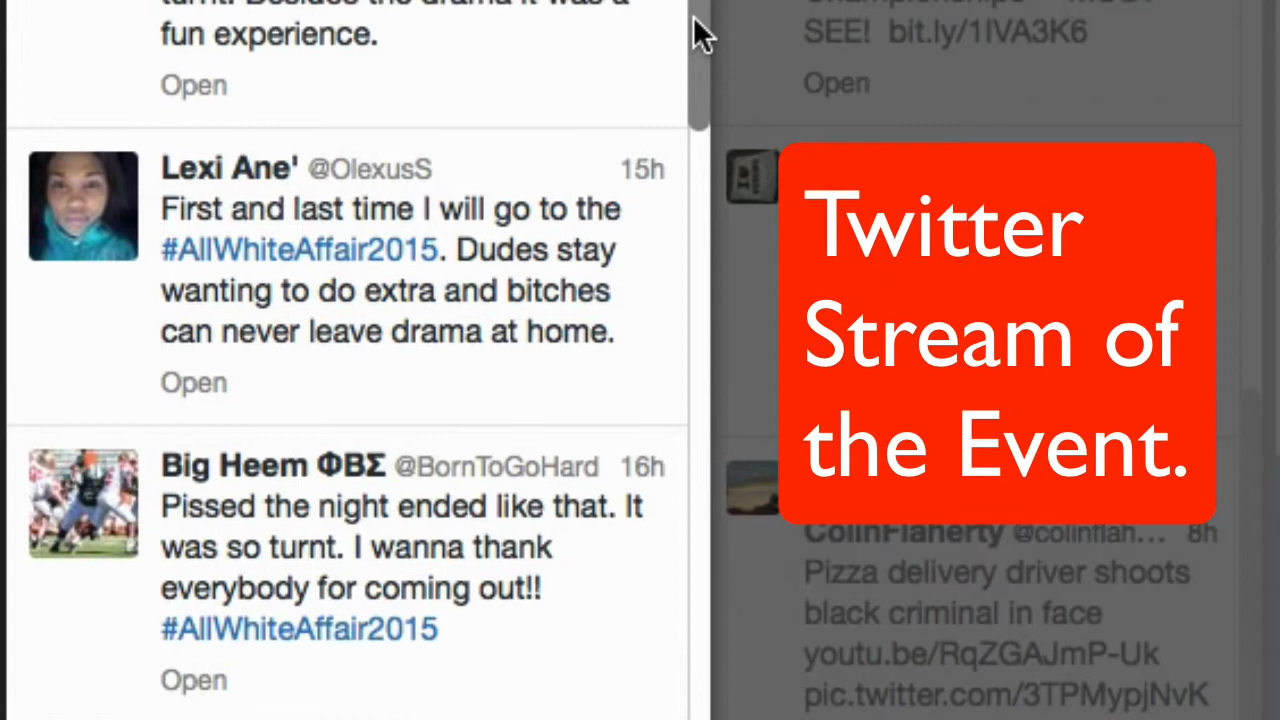 fun experience.
Open
Lexi Ane' @OlexusS 15h
First and last time I will go to the
#AllWhiteAffair2015. Dudes stay
wanting to do extra and bitches
can never leave drama at home.
Open
Big Heem ΦΒΣ @BornToGoHard 16h
Pissed the night ended like that. It
was so turnt. I wanna thank
everybody for coming out!!
#AllWhiteAffair2015
Open
SEE! bit.ly/1IVA3K6
Open
Twitter
Stream of
the Event.
ColinFlaherty @colinflah... 8h
Pizza delivery driver shoots
black criminal in face
youtu.be/RqZGAJmP-Uk
pic.twitter.com/3TPMypjNvK